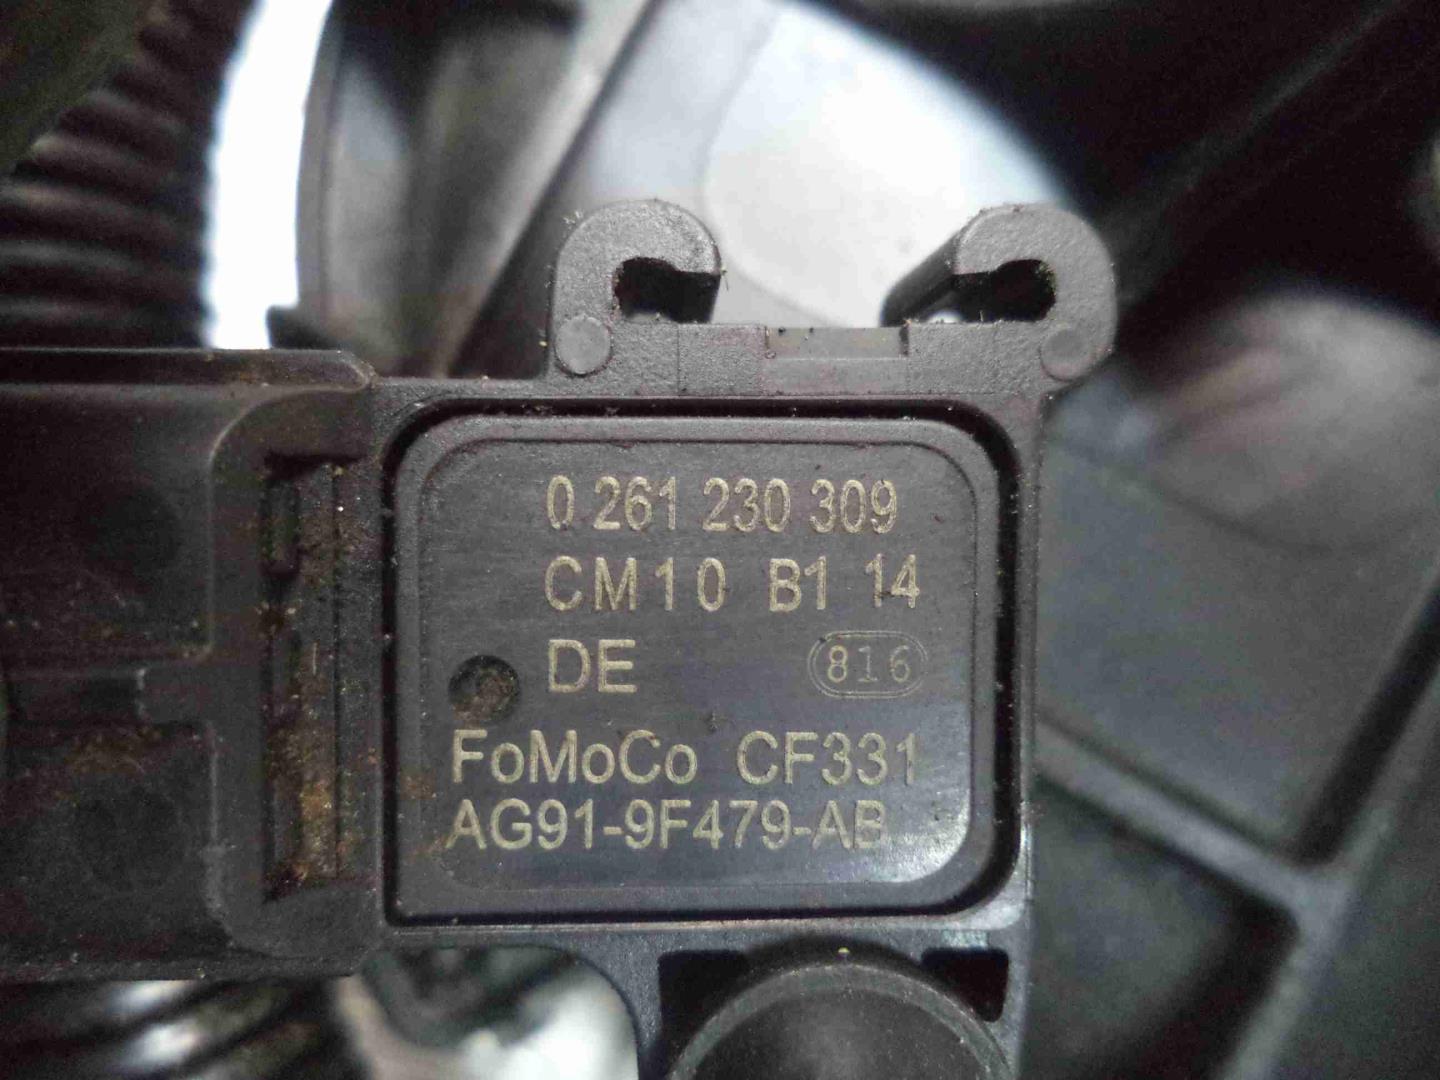 0 261 230 309
CM10 B1 14
DE 816
FoMoCo CF331
AG91-9F479-AB